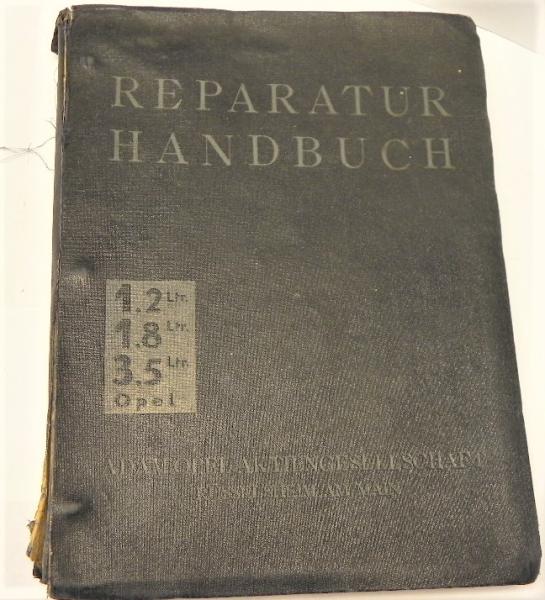 REPARATUR
HANDBUCH
1.2 Ltr.
1.8 Ltr.
3.5 Ltr.
Opel
ADAM OPEL AKTIENGESELLSCHAFT
RÜSSELSHEIM AM MAIN